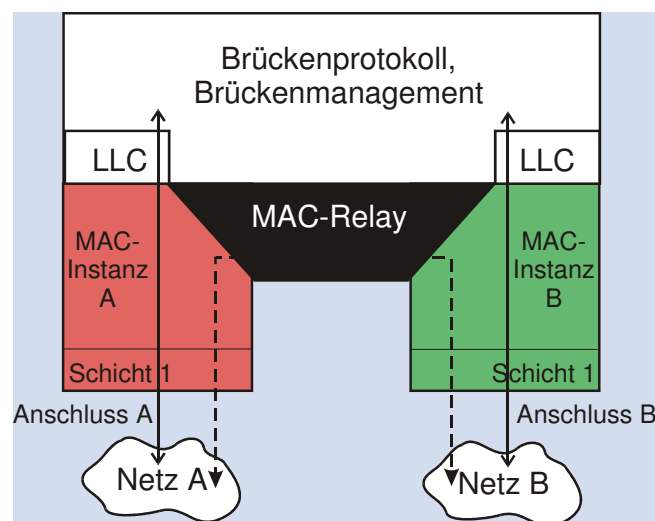 Brückenprotokoll,
Brückenmanagement
LLC
LLC
MAC-Relay
MAC-
Instanz
A
MAC-
Instanz
B
Schicht 1
Schicht 1
Anschluss A
Anschluss B
Netz A
Netz B